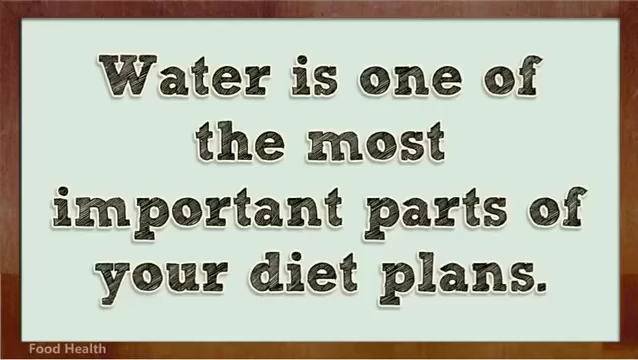 Water is one of
the most
important parts of
your diet plans.
Food Health